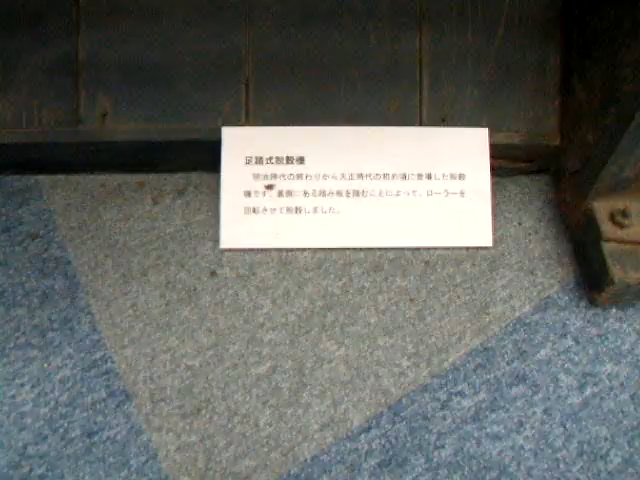 足踏式脱穀機
明治時代の終わりから大正時代の初め頃に登場した脱穀
機です。裏側にある踏み板を踏むことによって、ローラーを
回転させて脱穀しました。